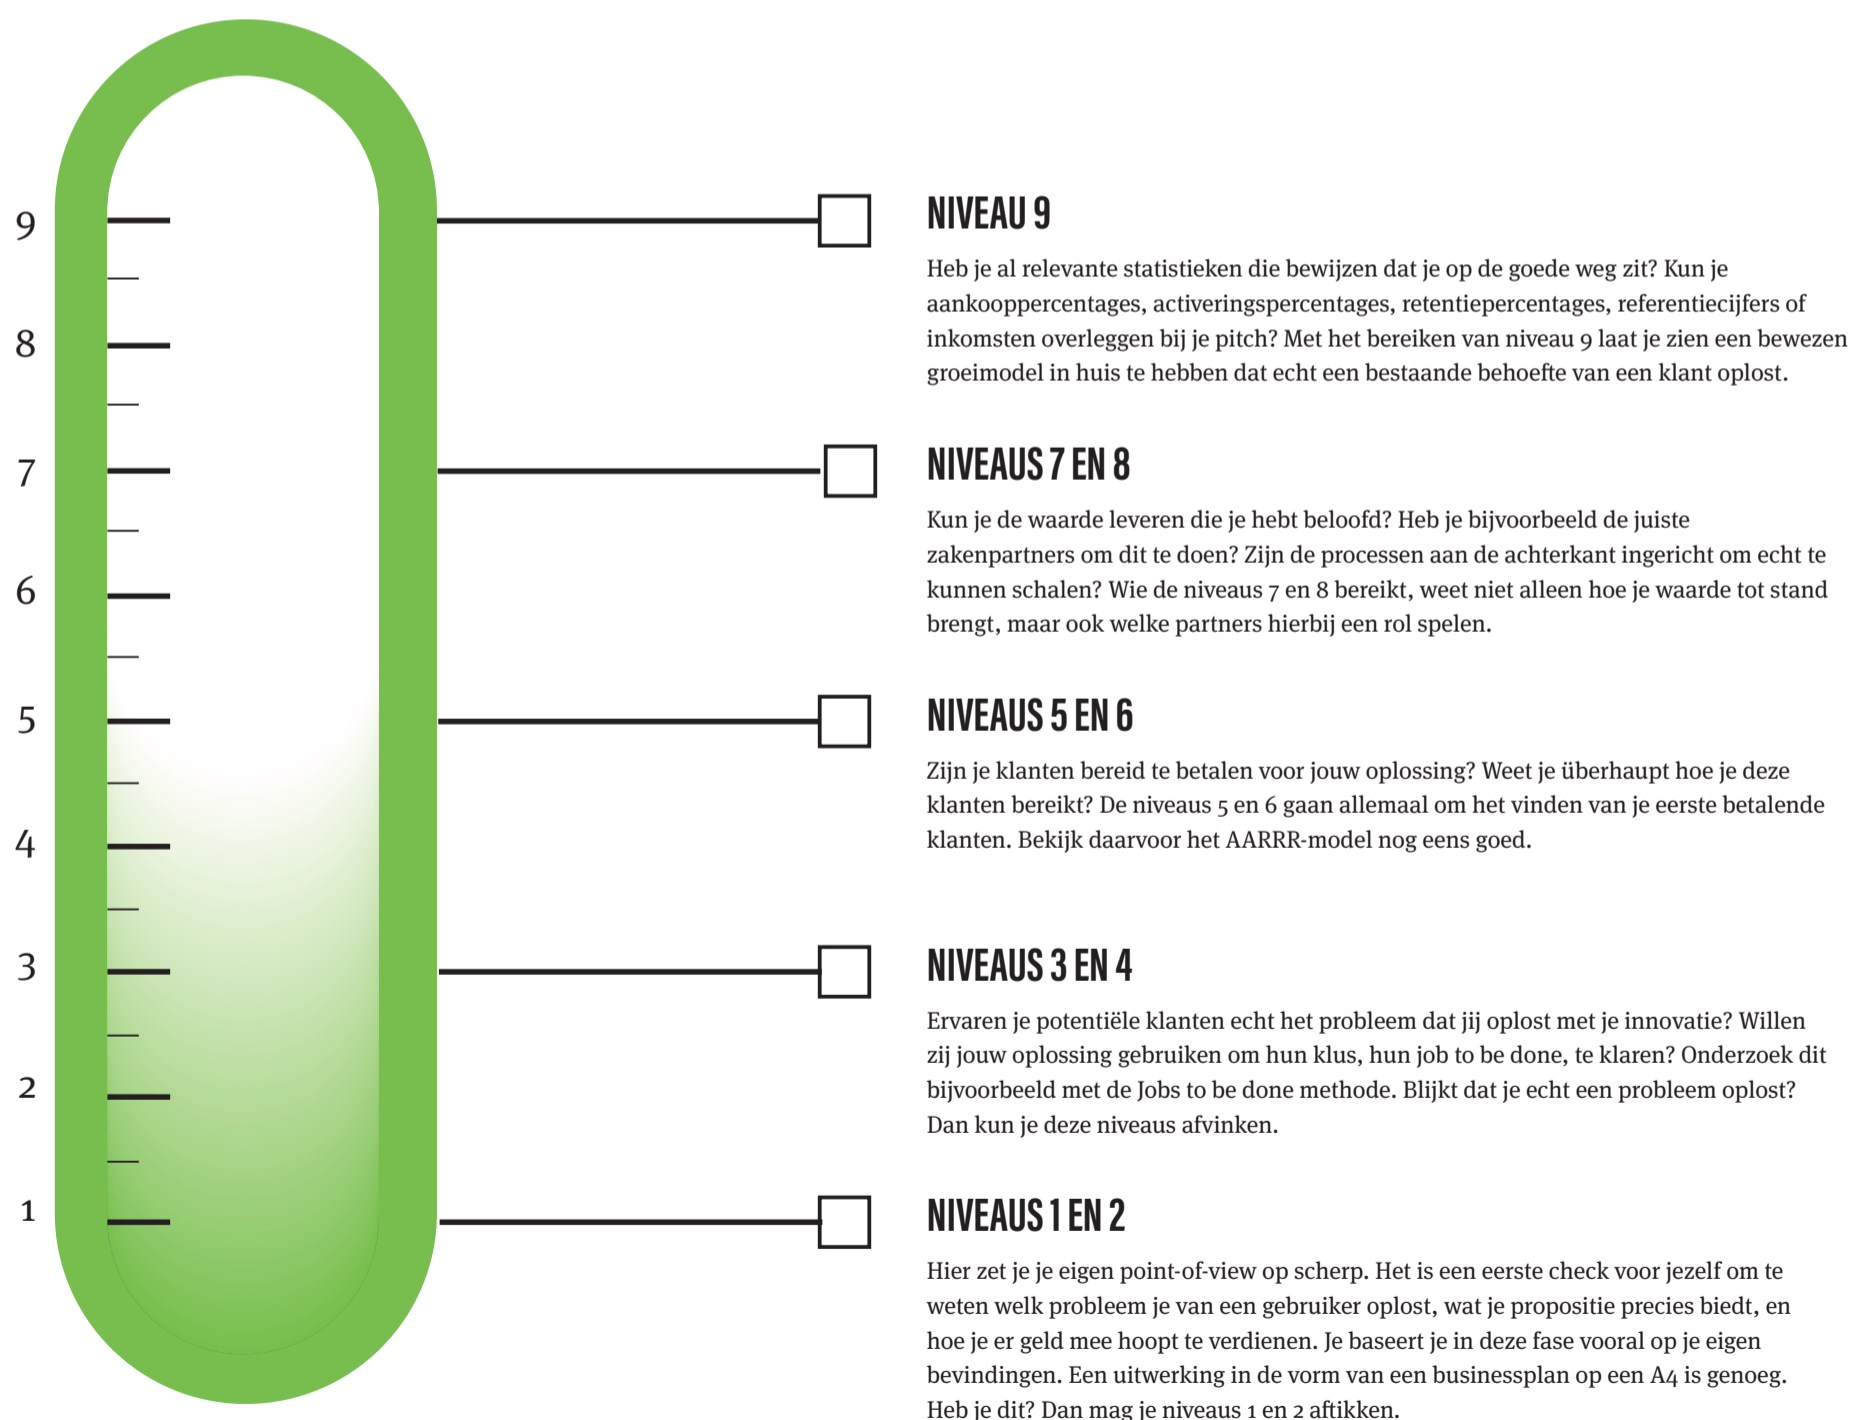 9
8
7
6
5
4
3
2
1
NIVEAU 9
Heb je al relevante statistieken die bewijzen dat je op de goede weg zit? Kun je
aankooppercentages, activeringspercentages, retentiepercentages, referentiecijfers of
inkomsten overleggen bij je pitch? Met het bereiken van niveau 9 laat je zien een bewezen
groeimodel in huis te hebben dat echt een bestaande behoefte van een klant oplost.
NIVEAUS 7 EN 8
Kun je de waarde leveren die je hebt beloofd? Heb je bijvoorbeeld de juiste
zakenpartners om dit te doen? Zijn de processen aan de achterkant ingericht om echt te
kunnen schalen? Wie de niveaus 7 en 8 bereikt, weet niet alleen hoe je waarde tot stand
brengt, maar ook welke partners hierbij een rol spelen.
NIVEAUS 5 EN 6
Zijn je klanten bereid te betalen voor jouw oplossing? Weet je überhaupt hoe je deze
klanten bereikt? De niveaus 5 en 6 gaan allemaal om het vinden van je eerste betalende
klanten. Bekijk daarvoor het AARRR-model nog eens goed.
NIVEAUS 3 EN 4
Ervaren je potentiële klanten echt het probleem dat jij oplost met je innovatie? Willen
zij jouw oplossing gebruiken om hun klus, hun job to be done, te klaren? Onderzoek dit
bijvoorbeeld met de Jobs to be done methode. Blijkt dat je echt een probleem oplost?
Dan kun je deze niveaus afvinken.
NIVEAUS 1 EN 2
Hier zet je je eigen point-of-view op scherp. Het is een eerste check voor jezelf om te
weten welk probleem je van een gebruiker oplost, wat je propositie precies biedt, en
hoe je er geld mee hoopt te verdienen. Je baseert je in deze fase vooral op je eigen
bevindingen. Een uitwerking in de vorm van een businessplan op een A4 is genoeg.
Heb je dit? Dan mag je niveaus 1 en 2 aftikken.